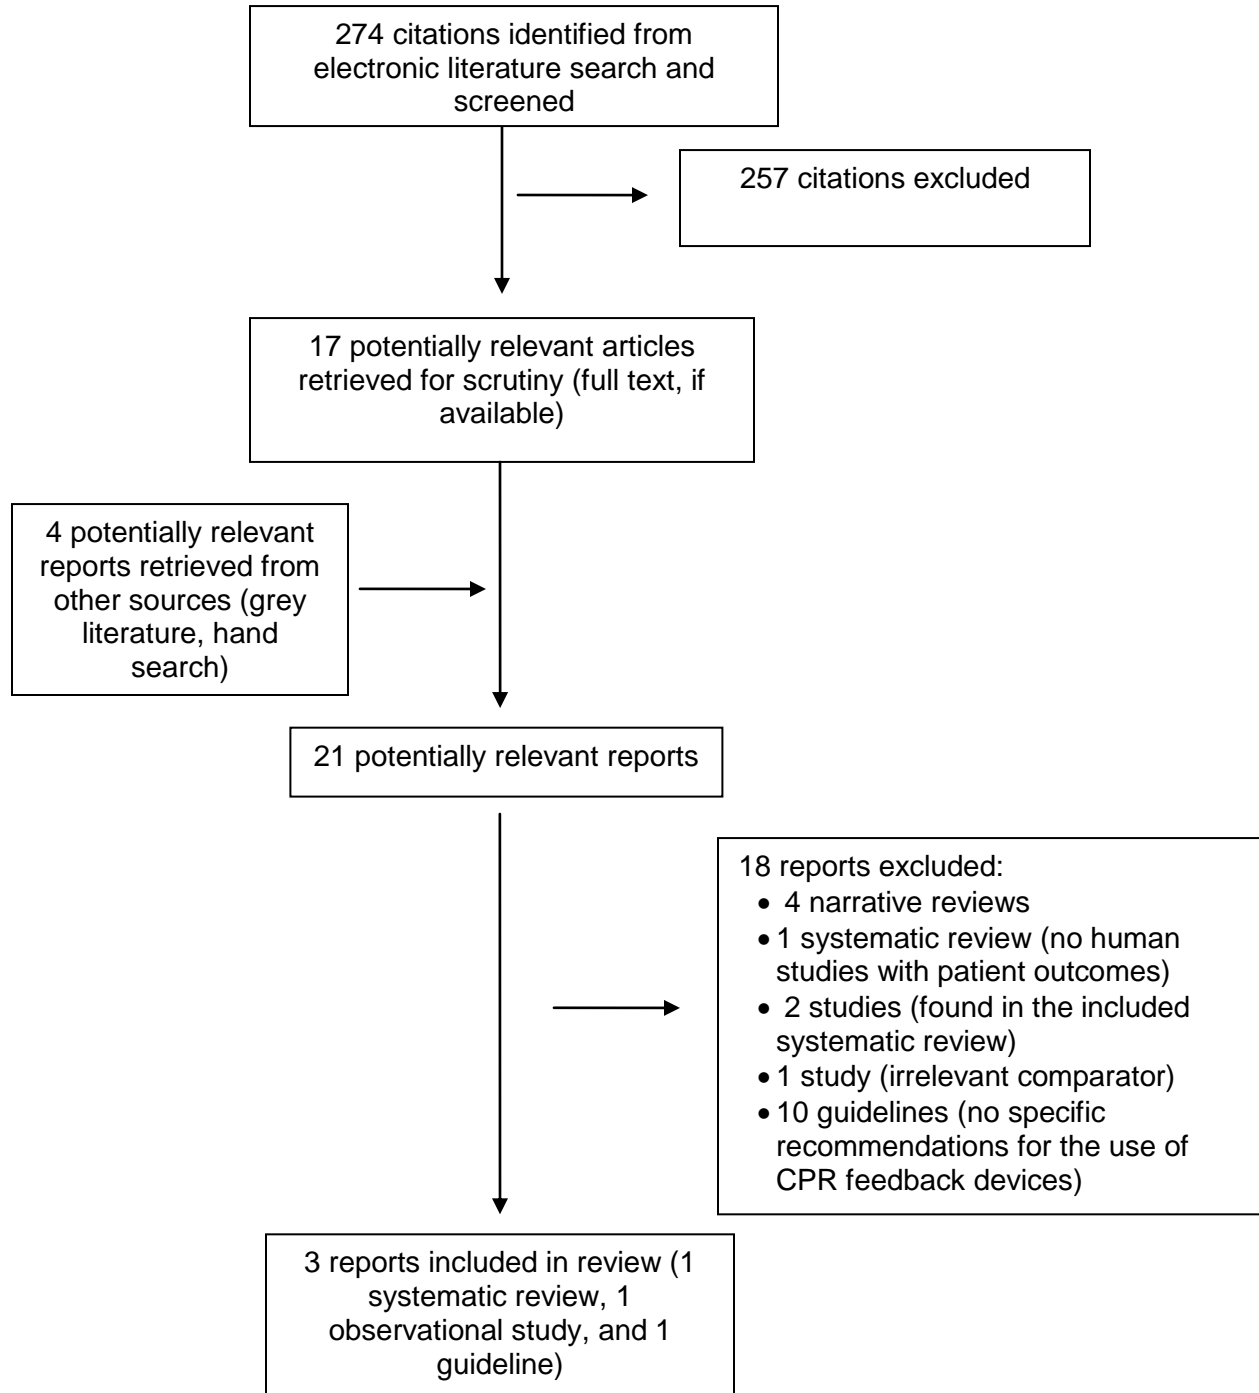 274 citations identified from
electronic literature search and
screened
257 citations excluded
17 potentially relevant articles
retrieved for scrutiny (full text, if
available)
4 potentially relevant
reports retrieved from
other sources (grey
literature, hand
search)
21 potentially relevant reports
18 reports excluded:
• 4 narrative reviews
• 1 systematic review (no human
studies with patient outcomes)
• 2 studies (found in the included
systematic review)
• 1 study (irrelevant comparator)
• 10 guidelines (no specific
recommendations for the use of
CPR feedback devices)
3 reports included in review (1
systematic review, 1
observational study, and 1
guideline)